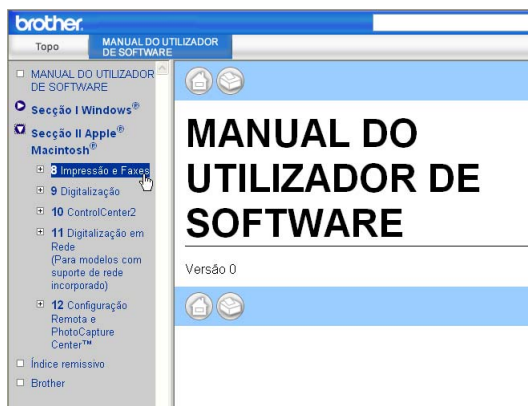 brother.
Topo
MANUAL DO UTILIZADOR
DE SOFTWARE
MANUAL DO UTILIZADOR
DE SOFTWARE
Secção I Windows®
Secção II Apple®
Macintosh®
8 Impressão e Faxes
9 Digitalização
10 ControlCenter2
11 Digitalização em
Rede
(Para modelos com
suporte de rede
incorporado)
12 Configuração
Remota e
PhotoCapture
Center™
Índice remissivo
Brother
MANUAL DO
UTILIZADOR DE
SOFTWARE
Versão 0